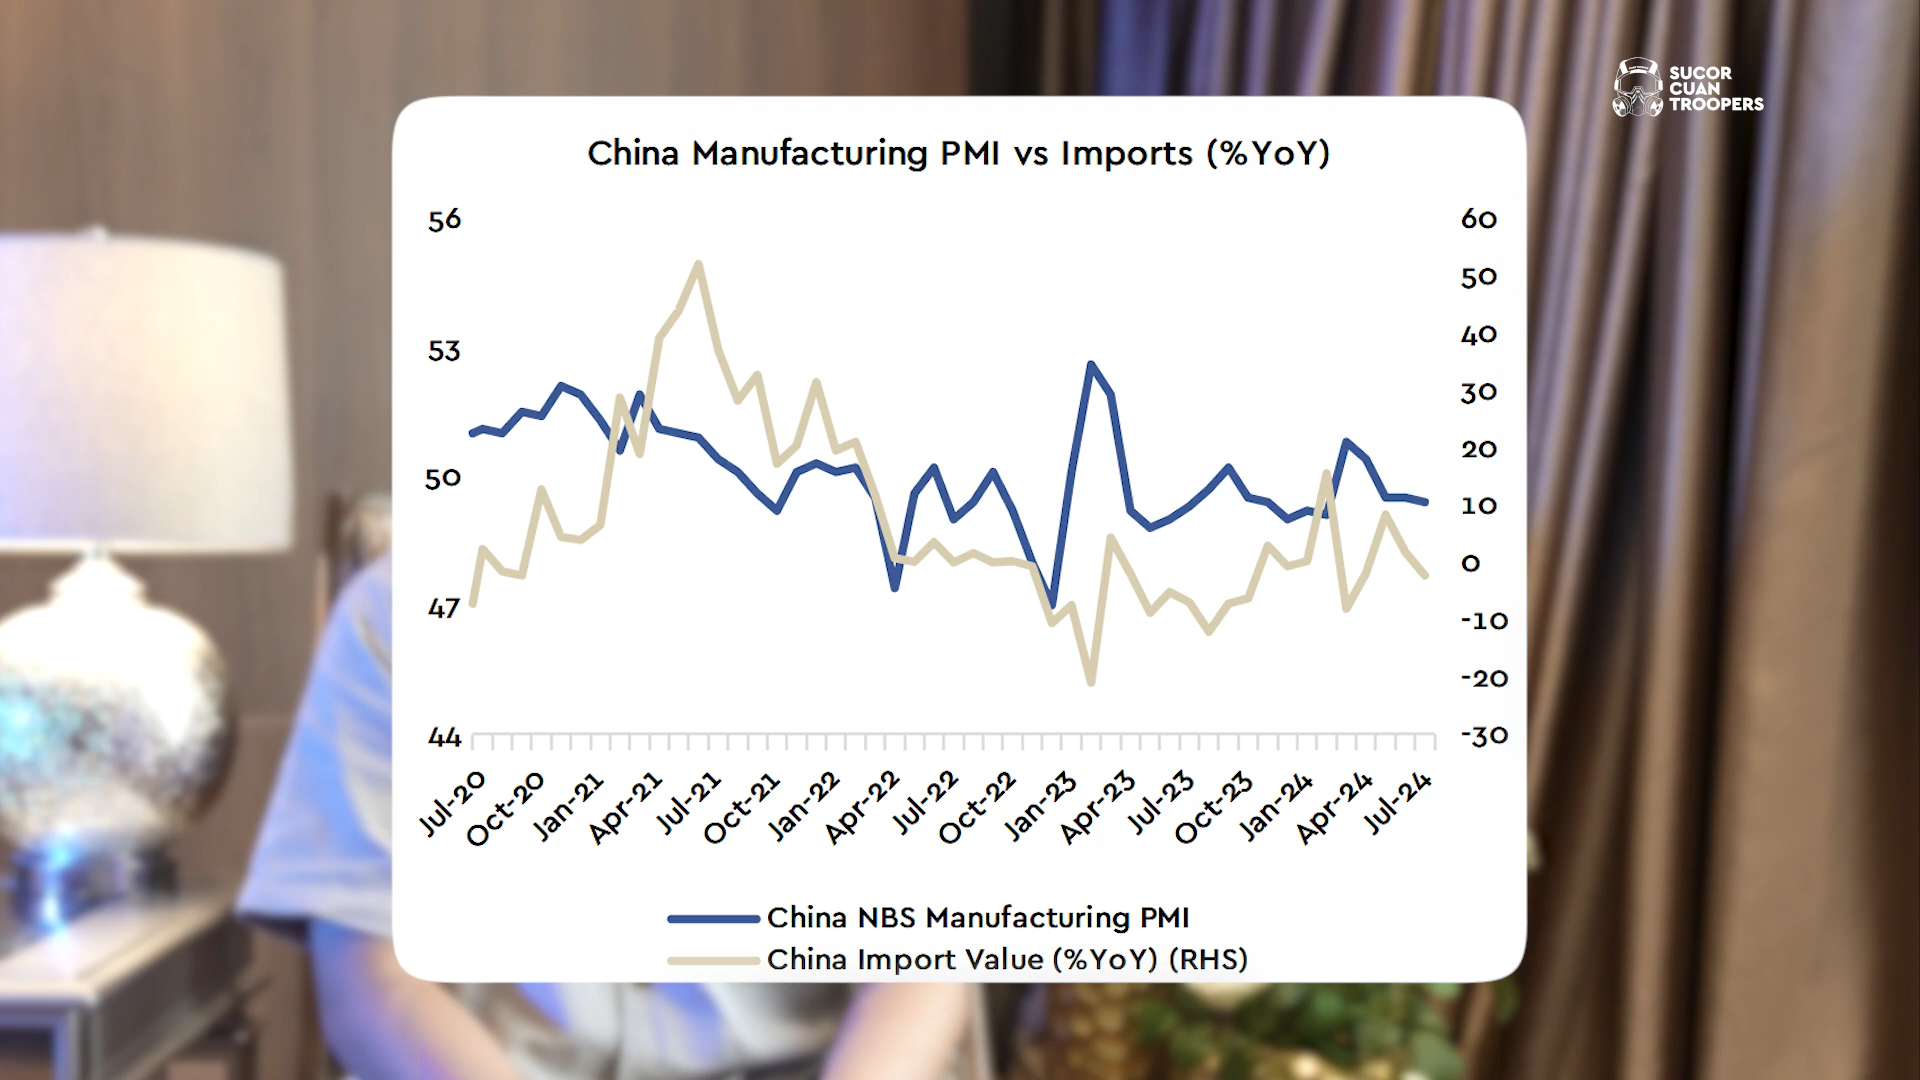 SUCOR
CUAN
TROOPERS
China Manufacturing PMI vs Imports (%YoY)
56
53
50
47
44
60
50
40
30
20
10
0
-10
-20
-30
Jul-20
Oct-20
Jan-21
Apr-21
Jul-21
Oct-21
Jan-22
Apr-22
Jul-22
Oct-22
Jan-23
Apr-23
Jul-23
Oct-23
Jan-24
Apr-24
Jul-24
China NBS Manufacturing PMI
China Import Value (%YoY) (RHS)